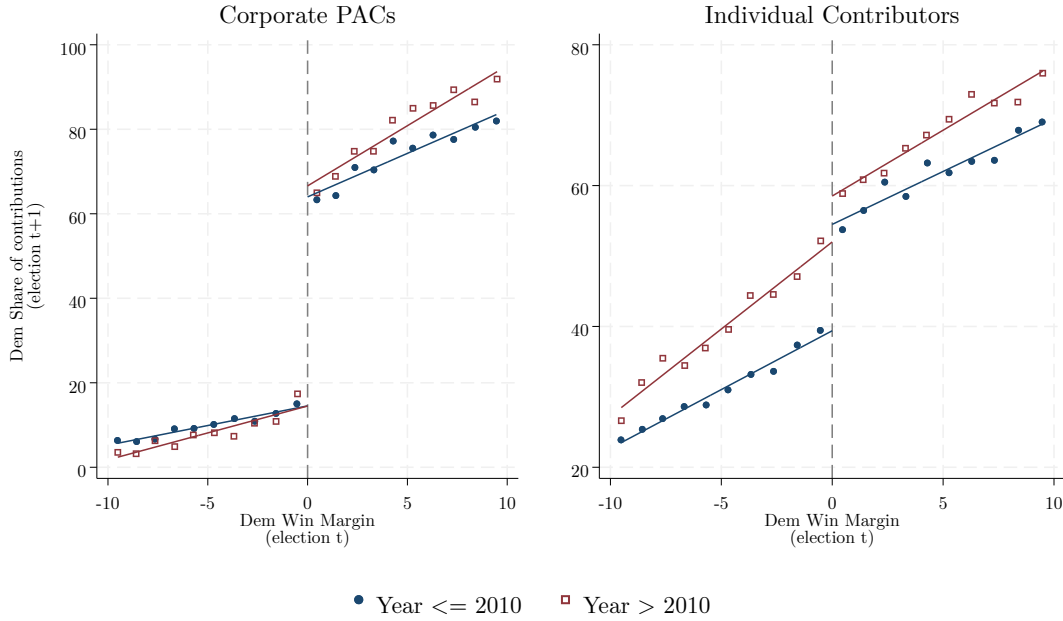 Corporate PACs
Individual Contributors
Dem Share of contributions
(election t+1)
100
80
60
40
20
0
-10
-5
0
5
10
Dem Win Margin
(election t)
80
60
40
20
-10
-5
0
5
10
Dem Win Margin
(election t)
Year <= 2010
Year > 2010